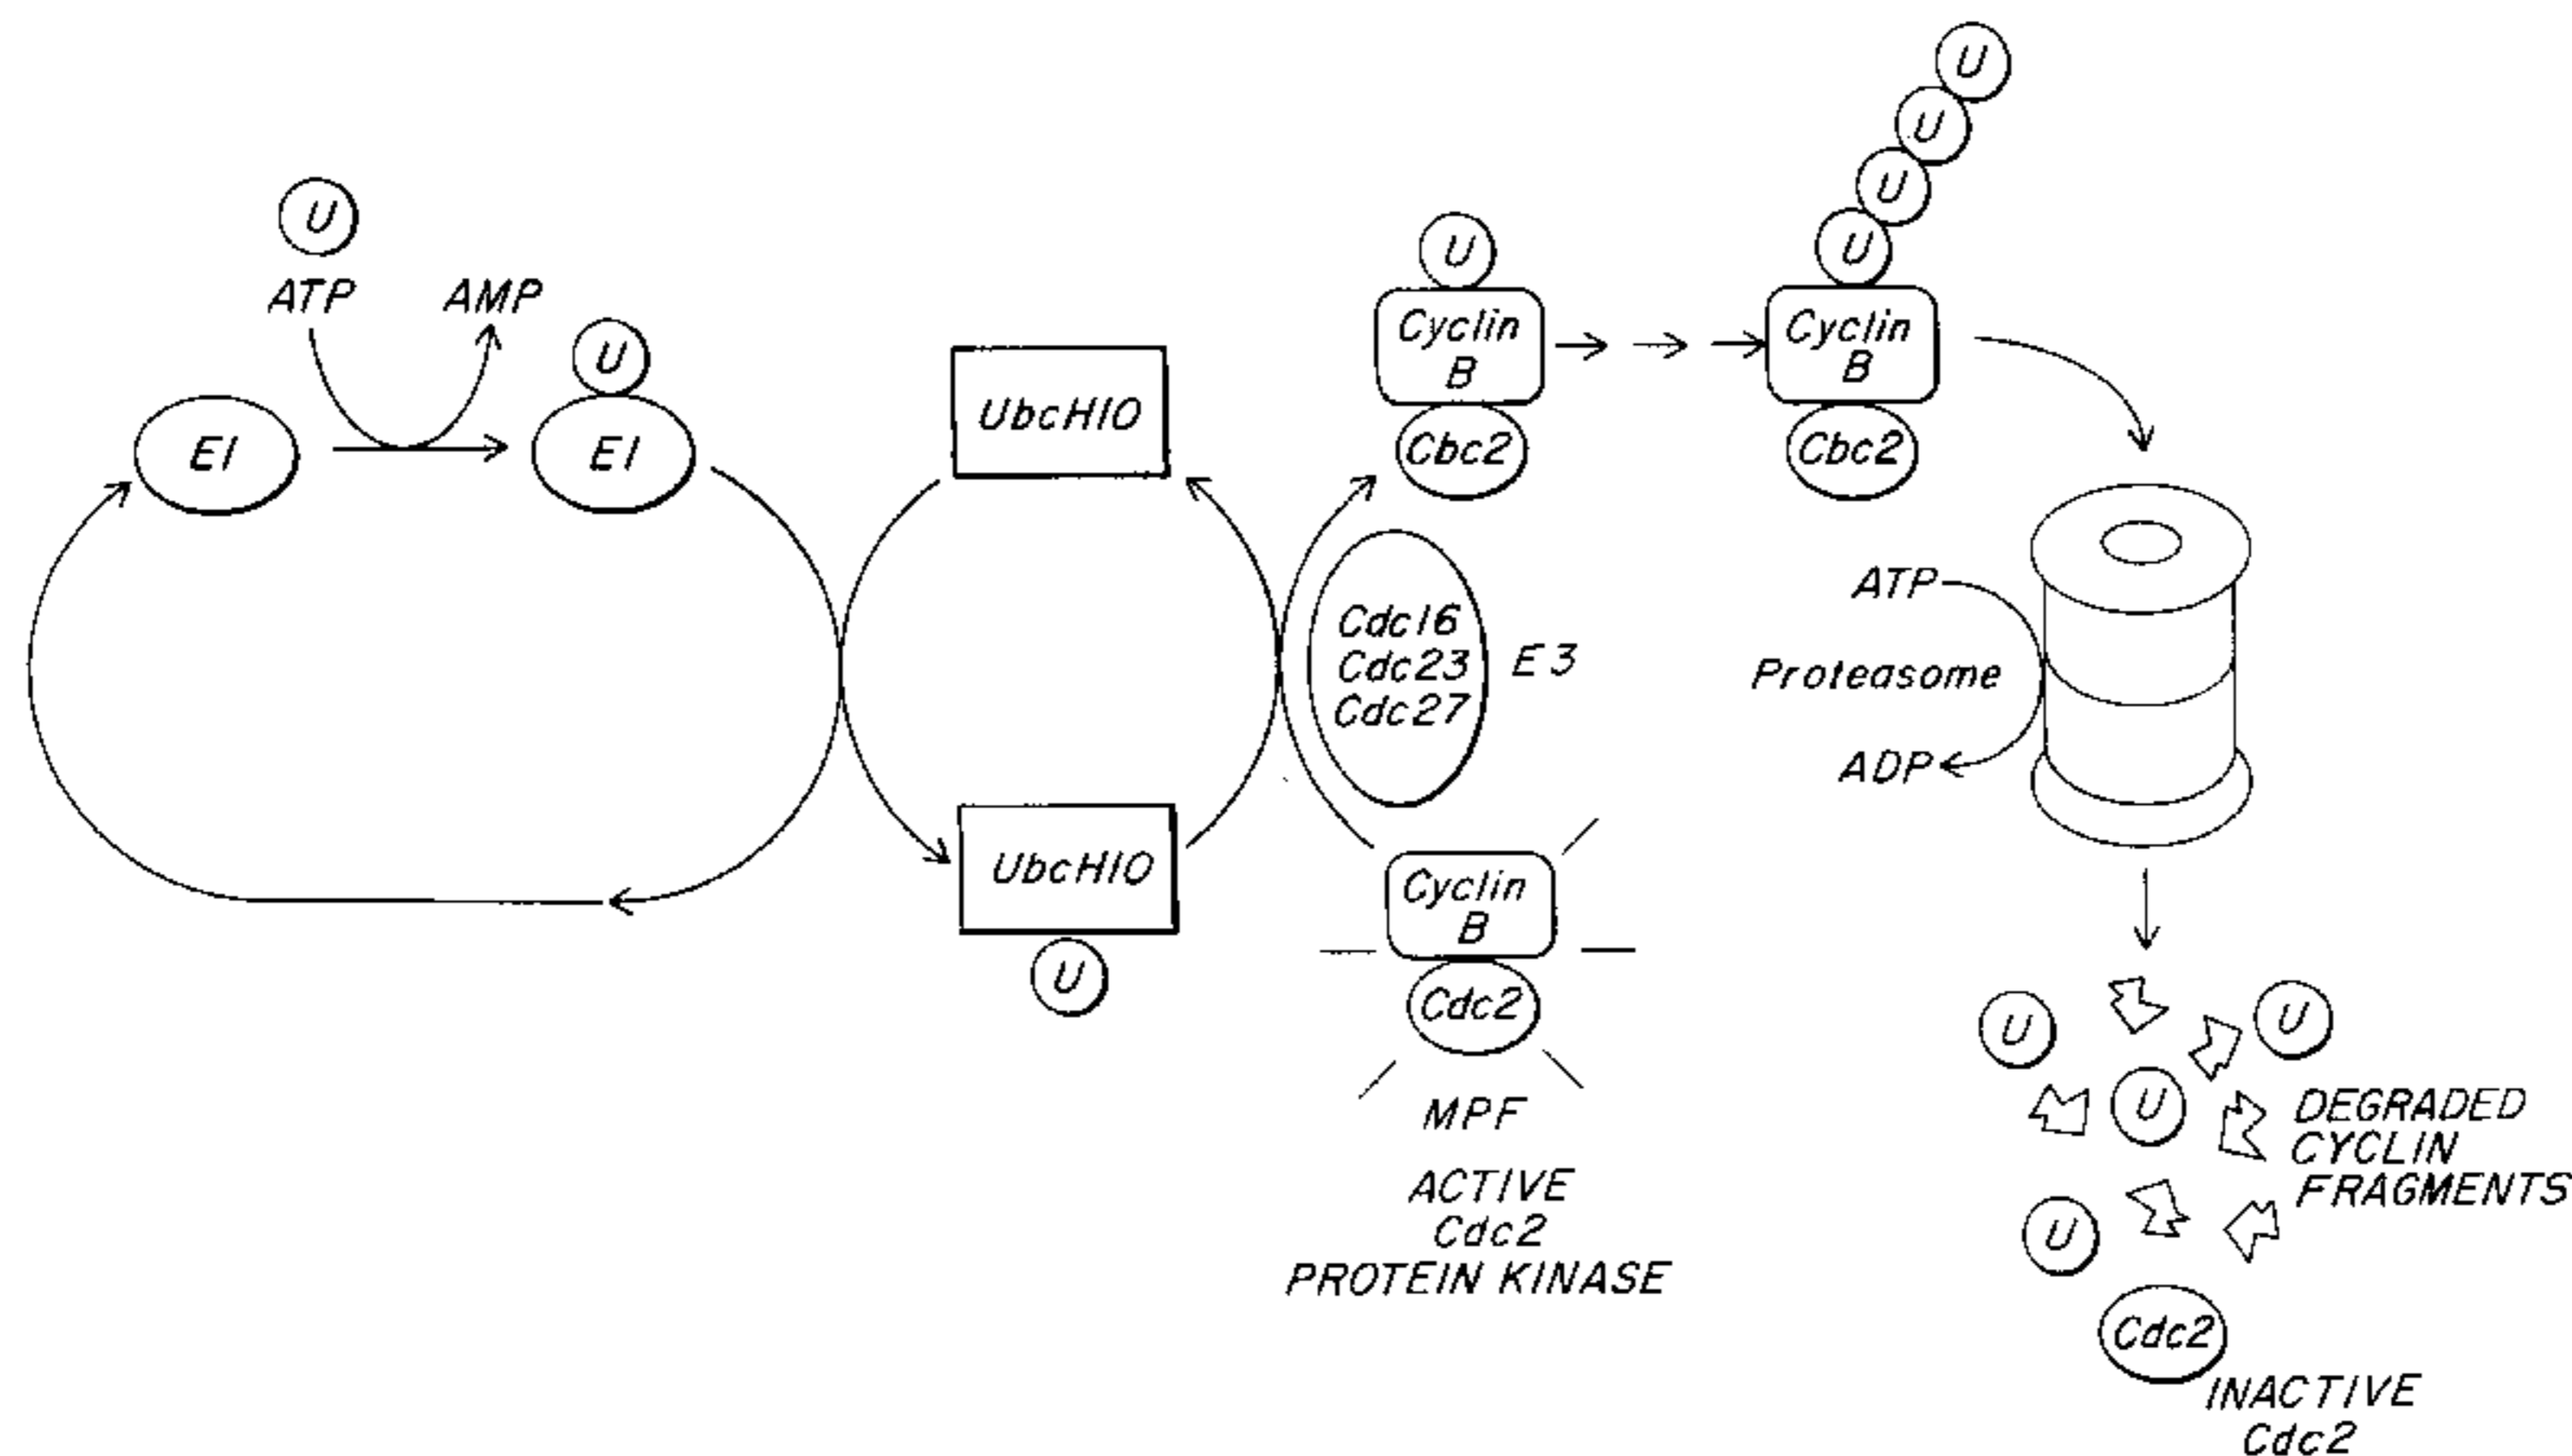 U
ATP
AMP
U
E1
E1
UbcH10
UbcH10
U
U
Cyclin
B
Cbc2
U
U
U
U
Cyclin
B
Cbc2
Cdc16
Cdc23
Cdc27
E3
Cyclin
B
Cdc2
MPF
ACTIVE
Cdc2
PROTEIN KINASE
ATP
Proteasome
ADP
U
U
U
U
DEGRADED
CYCLIN
FRAGMENTS
Cdc2
INACTIVE
Cdc2